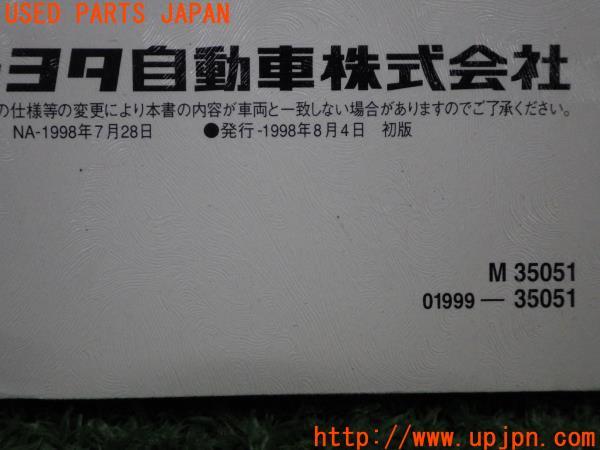 USED PARTS JAPAN
ヨタ自動車株式会社
の仕様等の変更により本書の内容が車両と一致しない場合がありますのでご了承ください。
NA-1998年7月28日 ●発行-1998年8月4日 初版
M 35051
01999 — 35051
http://www.upjpn.com/